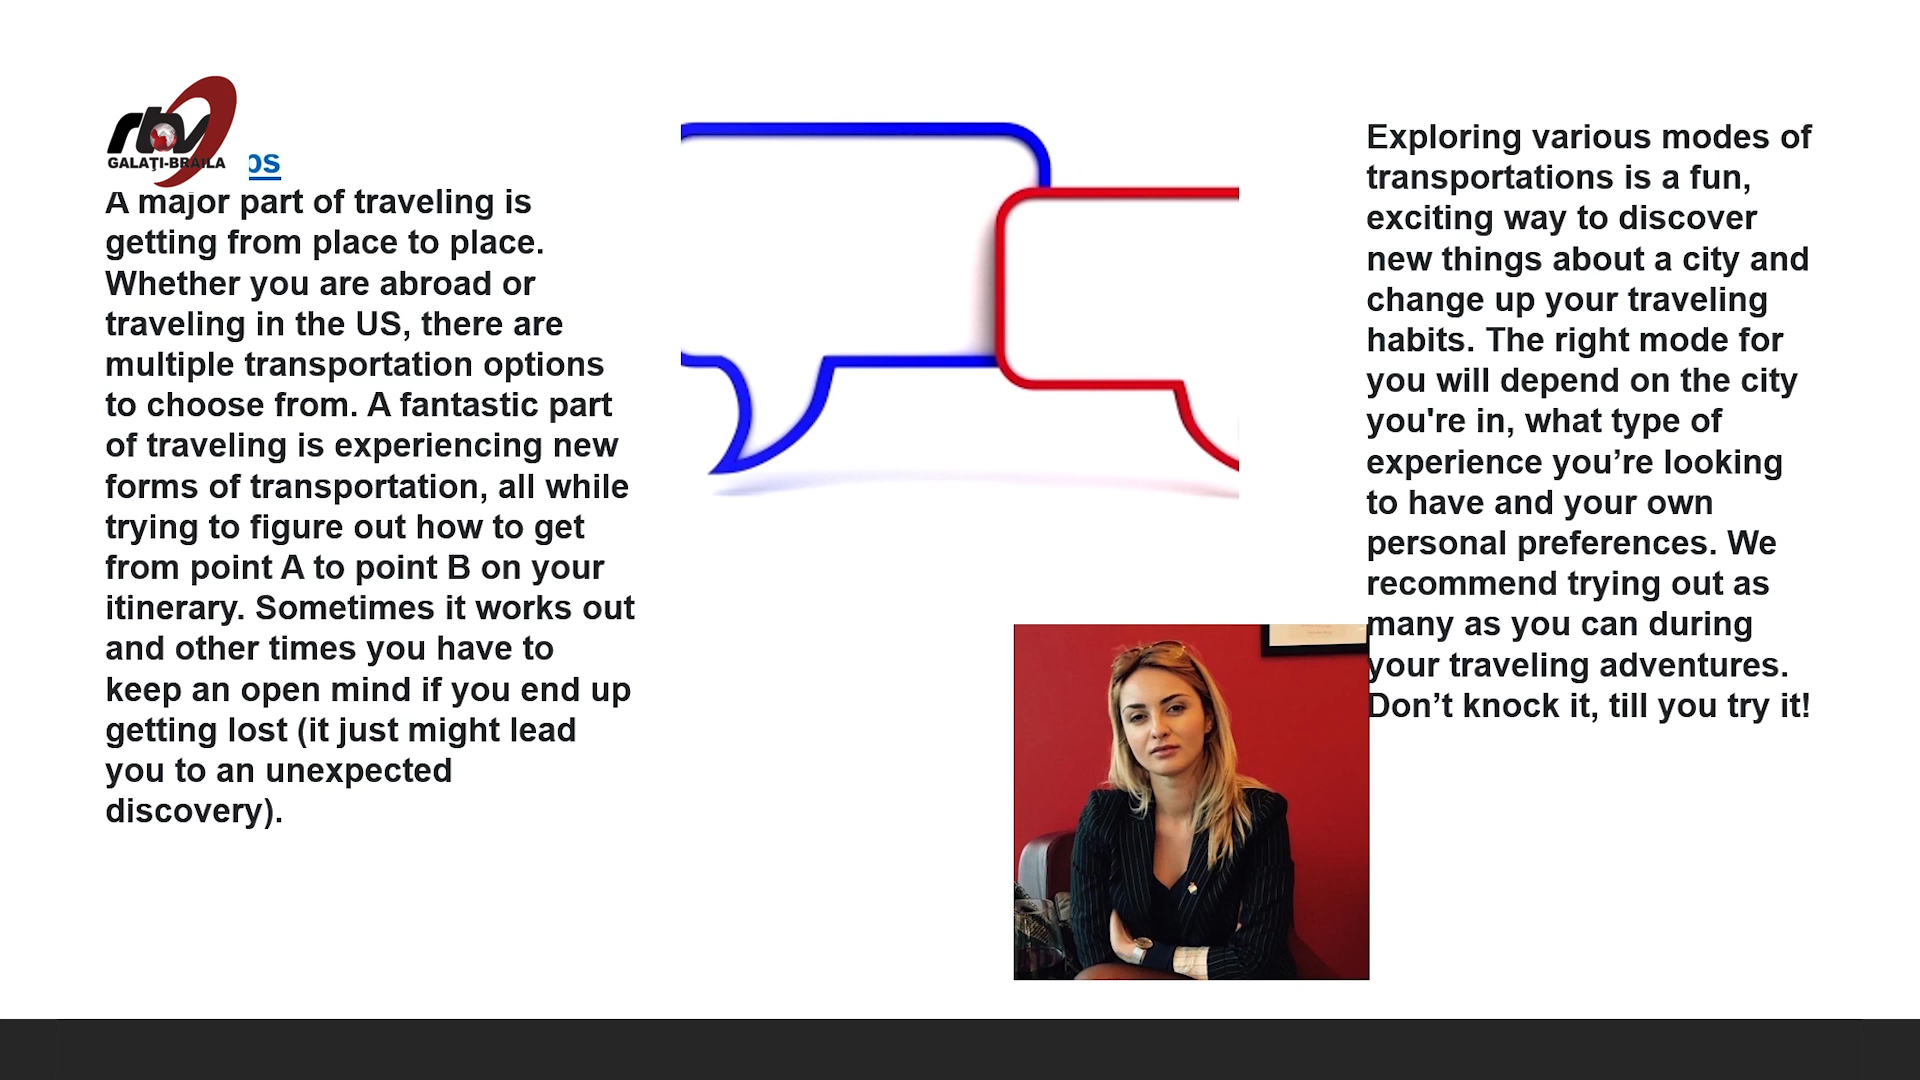 rtv
GALAŢI-BRĂILA
A major part of traveling is
getting from place to place.
Whether you are abroad or
traveling in the US, there are
multiple transportation options
to choose from. A fantastic part
of traveling is experiencing new
forms of transportation, all while
trying to figure out how to get
from point A to point B on your
itinerary. Sometimes it works out
and other times you have to
keep an open mind if you end up
getting lost (it just might lead
you to an unexpected
discovery).
Exploring various modes of
transportations is a fun,
exciting way to discover
new things about a city and
change up your traveling
habits. The right mode for
you will depend on the city
you're in, what type of
experience you’re looking
to have and your own
personal preferences. We
recommend trying out as
many as you can during
your traveling adventures.
Don’t knock it, till you try it!